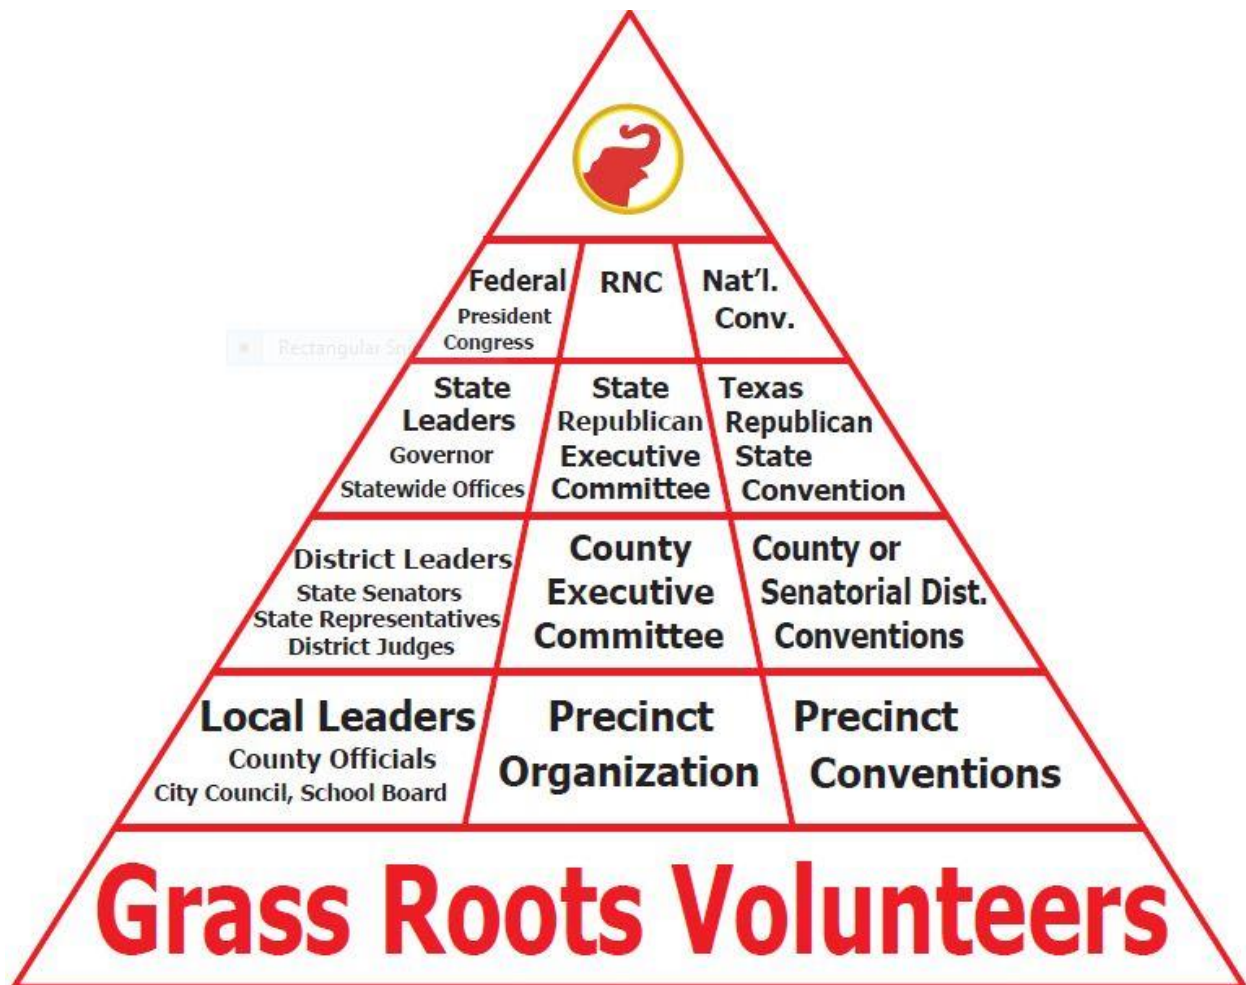 Federal
President
Congress
RNC
Nat'l.
Conv.
State
Leaders
Governor
Statewide Offices
State
Republican
Executive
Committee
Texas
Republican
State
Convention
District Leaders
State Senators
State Representatives
District Judges
County
Executive
Committee
County or
Senatorial Dist.
Conventions
Local Leaders
County Officials
City Council, School Board
Precinct
Organization
Precinct
Conventions
Grass Roots Volunteers
Rectangular